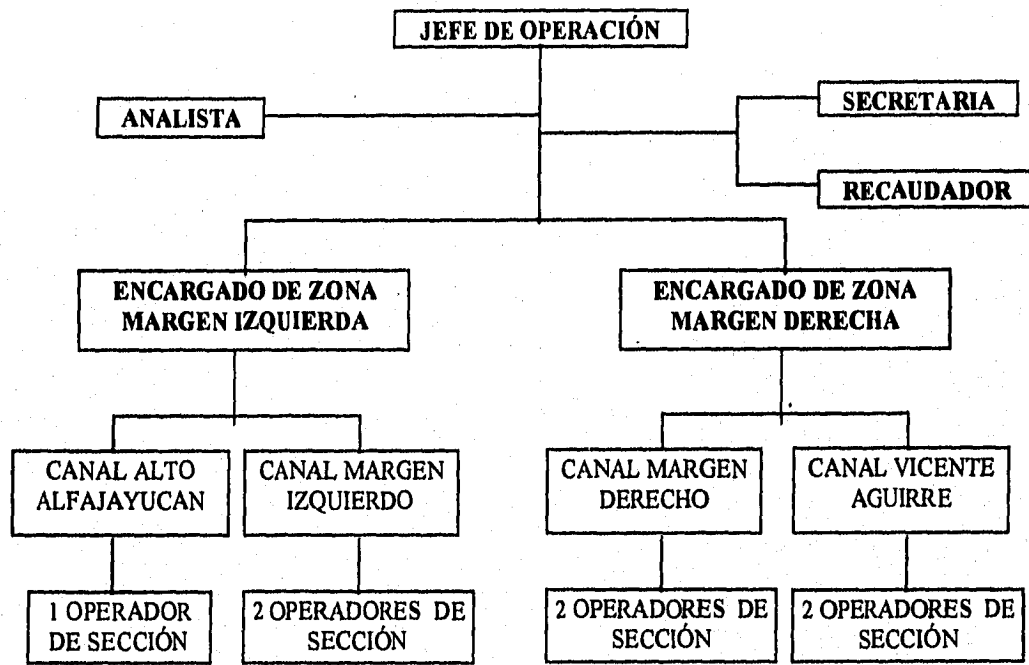 JEFE DE OPERACIÓN
ANALISTA
SECRETARIA
RECAUDADOR
ENCARGADO DE ZONA
MARGEN IZQUIERDA
ENCARGADO DE ZONA
MARGEN DERECHA
CANAL ALTO
ALFAJAYUCAN
CANAL MARGEN
IZQUIERDO
CANAL MARGEN
DERECHO
CANAL VICENTE
AGUIRRE
1 OPERADOR
DE SECCIÓN
2 OPERADORES DE
SECCIÓN
2 OPERADORES DE
SECCIÓN
2 OPERADORES DE
SECCIÓN